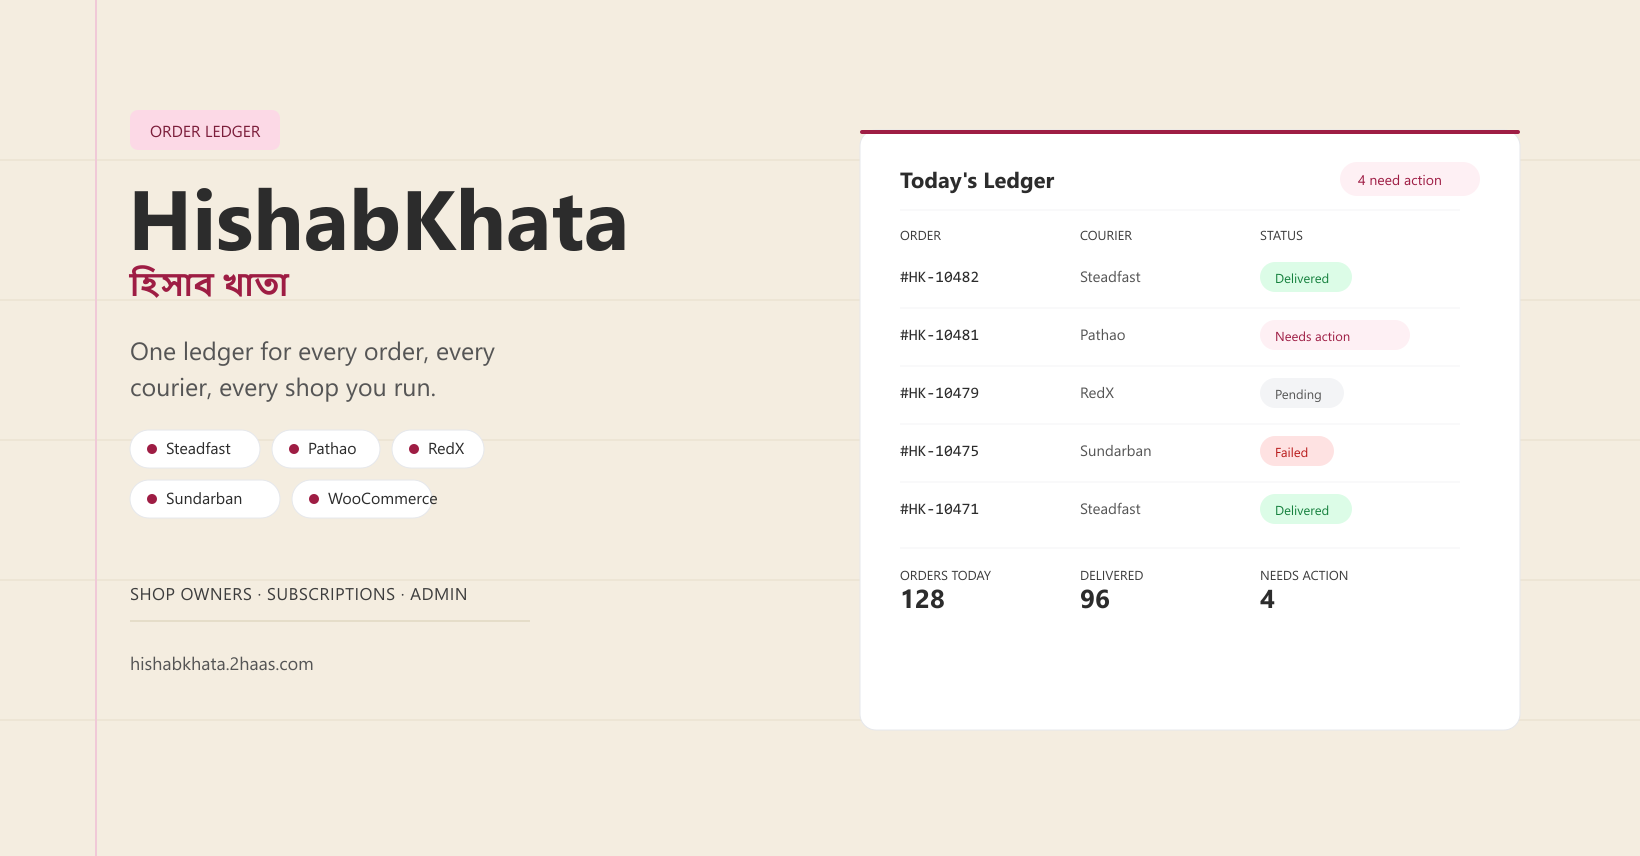 ORDER LEDGER
HishabKhata
হিসাব খাতা
One ledger for every order, every
courier, every shop you run.
Steadfast Pathao RedX
Sundarban WooCommerce
SHOP OWNERS · SUBSCRIPTIONS · ADMIN
hishabkhata.2haas.com
Today's Ledger 4 need action
ORDER COURIER STATUS
#HK-10482 Steadfast Delivered
#HK-10481 Pathao Needs action
#HK-10479 RedX Pending
#HK-10475 Sundarban Failed
#HK-10471 Steadfast Delivered
ORDERS TODAY DELIVERED NEEDS ACTION
128 96 4